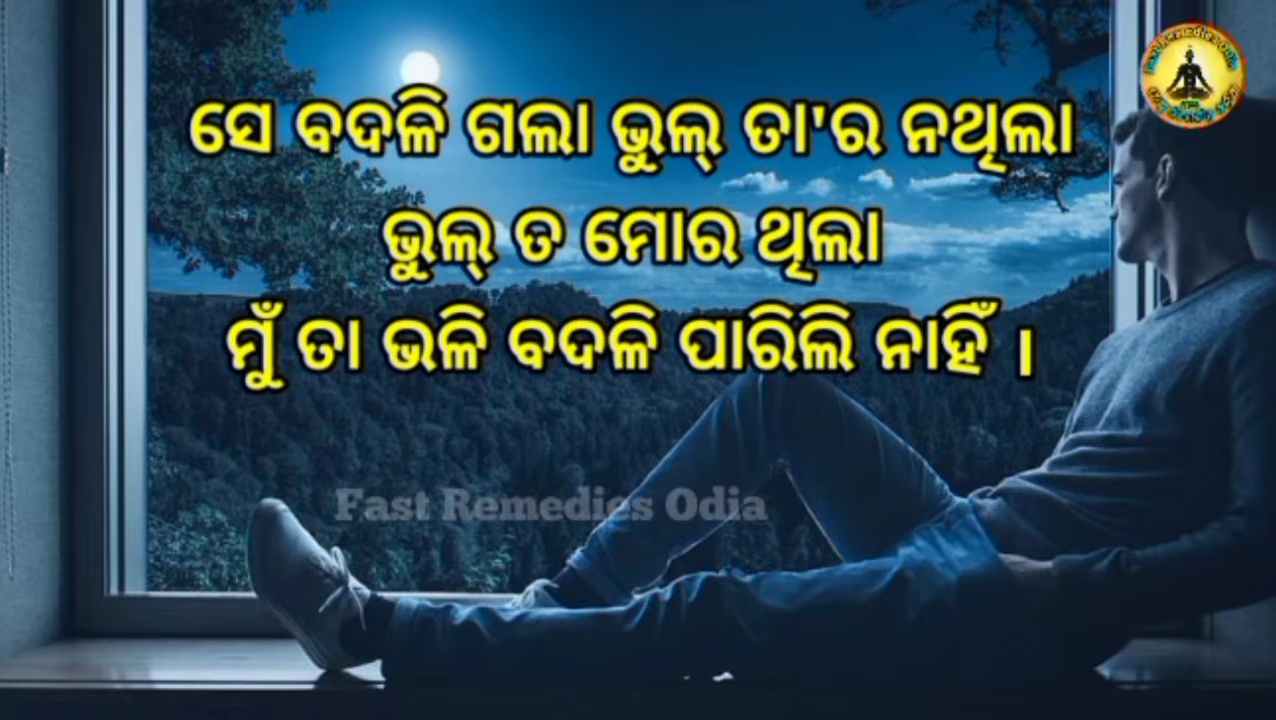 ସେ ବଦଳି ଗଲା ଭୁଲ୍ ତା'ର ନଥିଲା
ଭୁଲ୍ ତ ମୋର ଥିଲା
ମୁଁ ତା ଭଳି ବଦଳି ପାରିଲି ନାହିଁ ।
Fast Remedies Odia